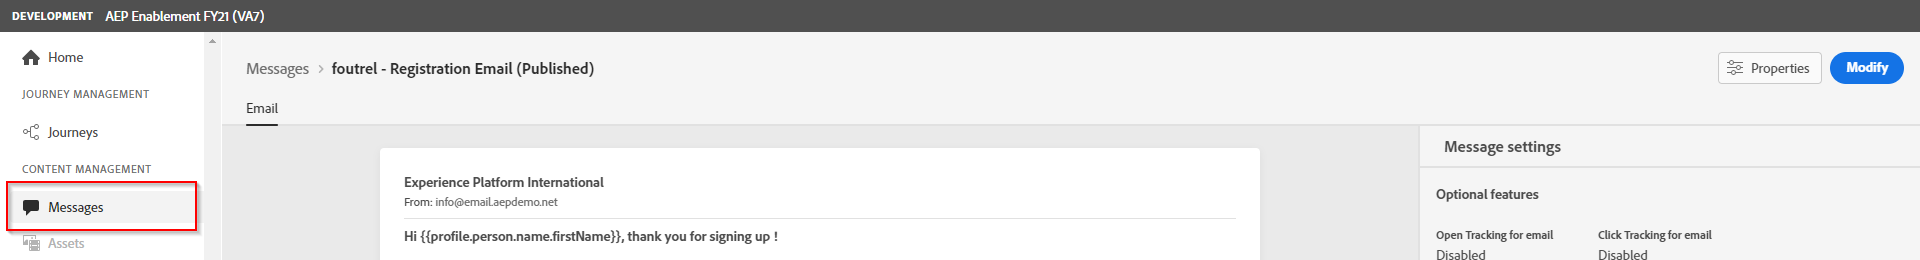 DEVELOPMENT AEP Enablement FY21 (VA7)
Home
JOURNEY MANAGEMENT
Journeys
CONTENT MANAGEMENT
Messages
Assets
Messages > foutrel - Registration Email (Published)
Properties
Modify
Email
Experience Platform International
From: info@email.aepdemo.net
Hi {{profile.person.name.firstName}}, thank you for signing up !
Message settings
Optional features
Open Tracking for email Click Tracking for email
Disabled Disabled